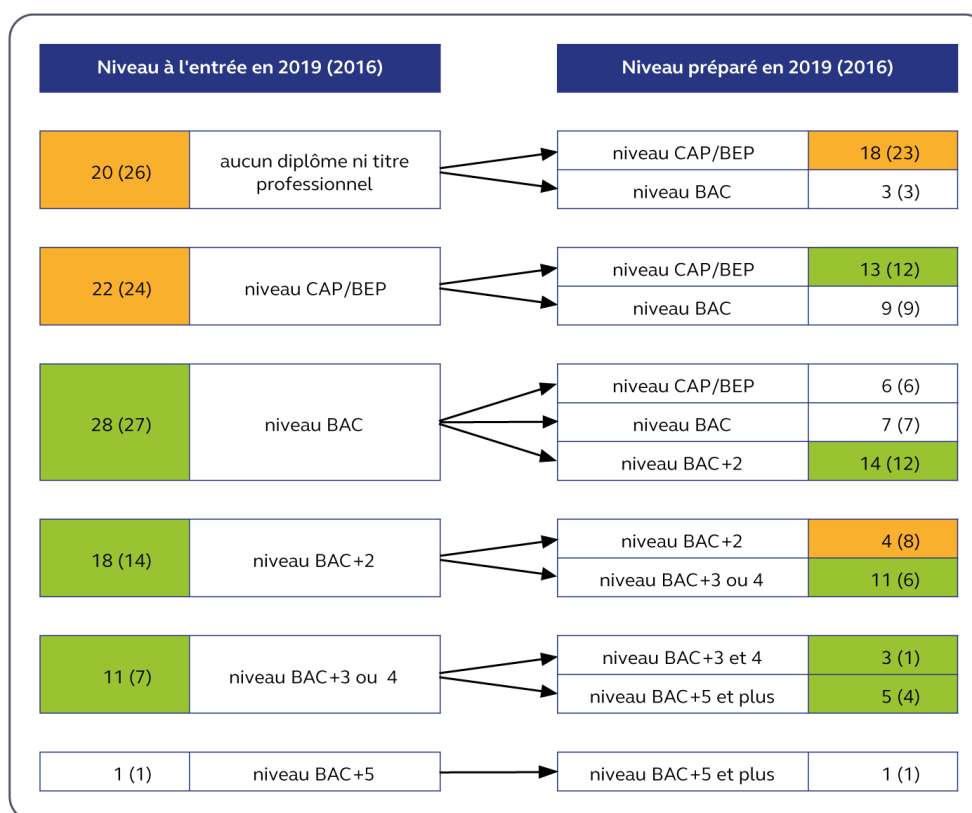 Niveau à l'entrée en 2019 (2016)
Niveau préparé en 2019 (2016)
20 (26)
aucun diplôme ni titre
professionnel
niveau CAP/BEP
18 (23)
niveau BAC
3 (3)
22 (24)
niveau CAP/BEP
niveau CAP/BEP
13 (12)
niveau BAC
9 (9)
28 (27)
niveau BAC
niveau CAP/BEP
6 (6)
niveau BAC
7 (7)
niveau BAC+2
14 (12)
18 (14)
niveau BAC+2
niveau BAC+2
4 (8)
niveau BAC+3 ou 4
11 (6)
11 (7)
niveau BAC+3 ou 4
niveau BAC+3 et 4
3 (1)
niveau BAC+5 et plus
5 (4)
1 (1)
niveau BAC+5
niveau BAC+5 et plus
1 (1)